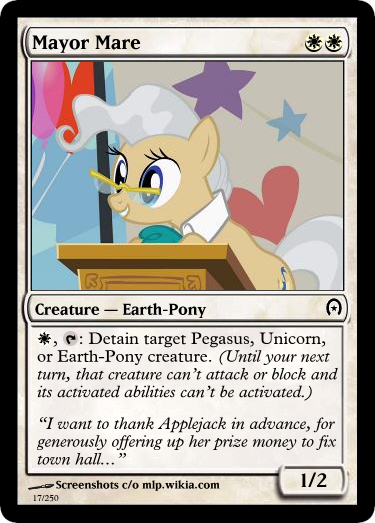 Mayor Mare
Creature — Earth-Pony
, : Detain target Pegasus, Unicorn,
or Earth-Pony creature. (Until your next
turn, that creature can't attack or block and
its activated abilities can't be activated.)
"I want to thank Applejack in advance, for
generously offering up her prize money to fix
town hall..."
Screenshots c/o mlp.wikia.com
1/2
17/250